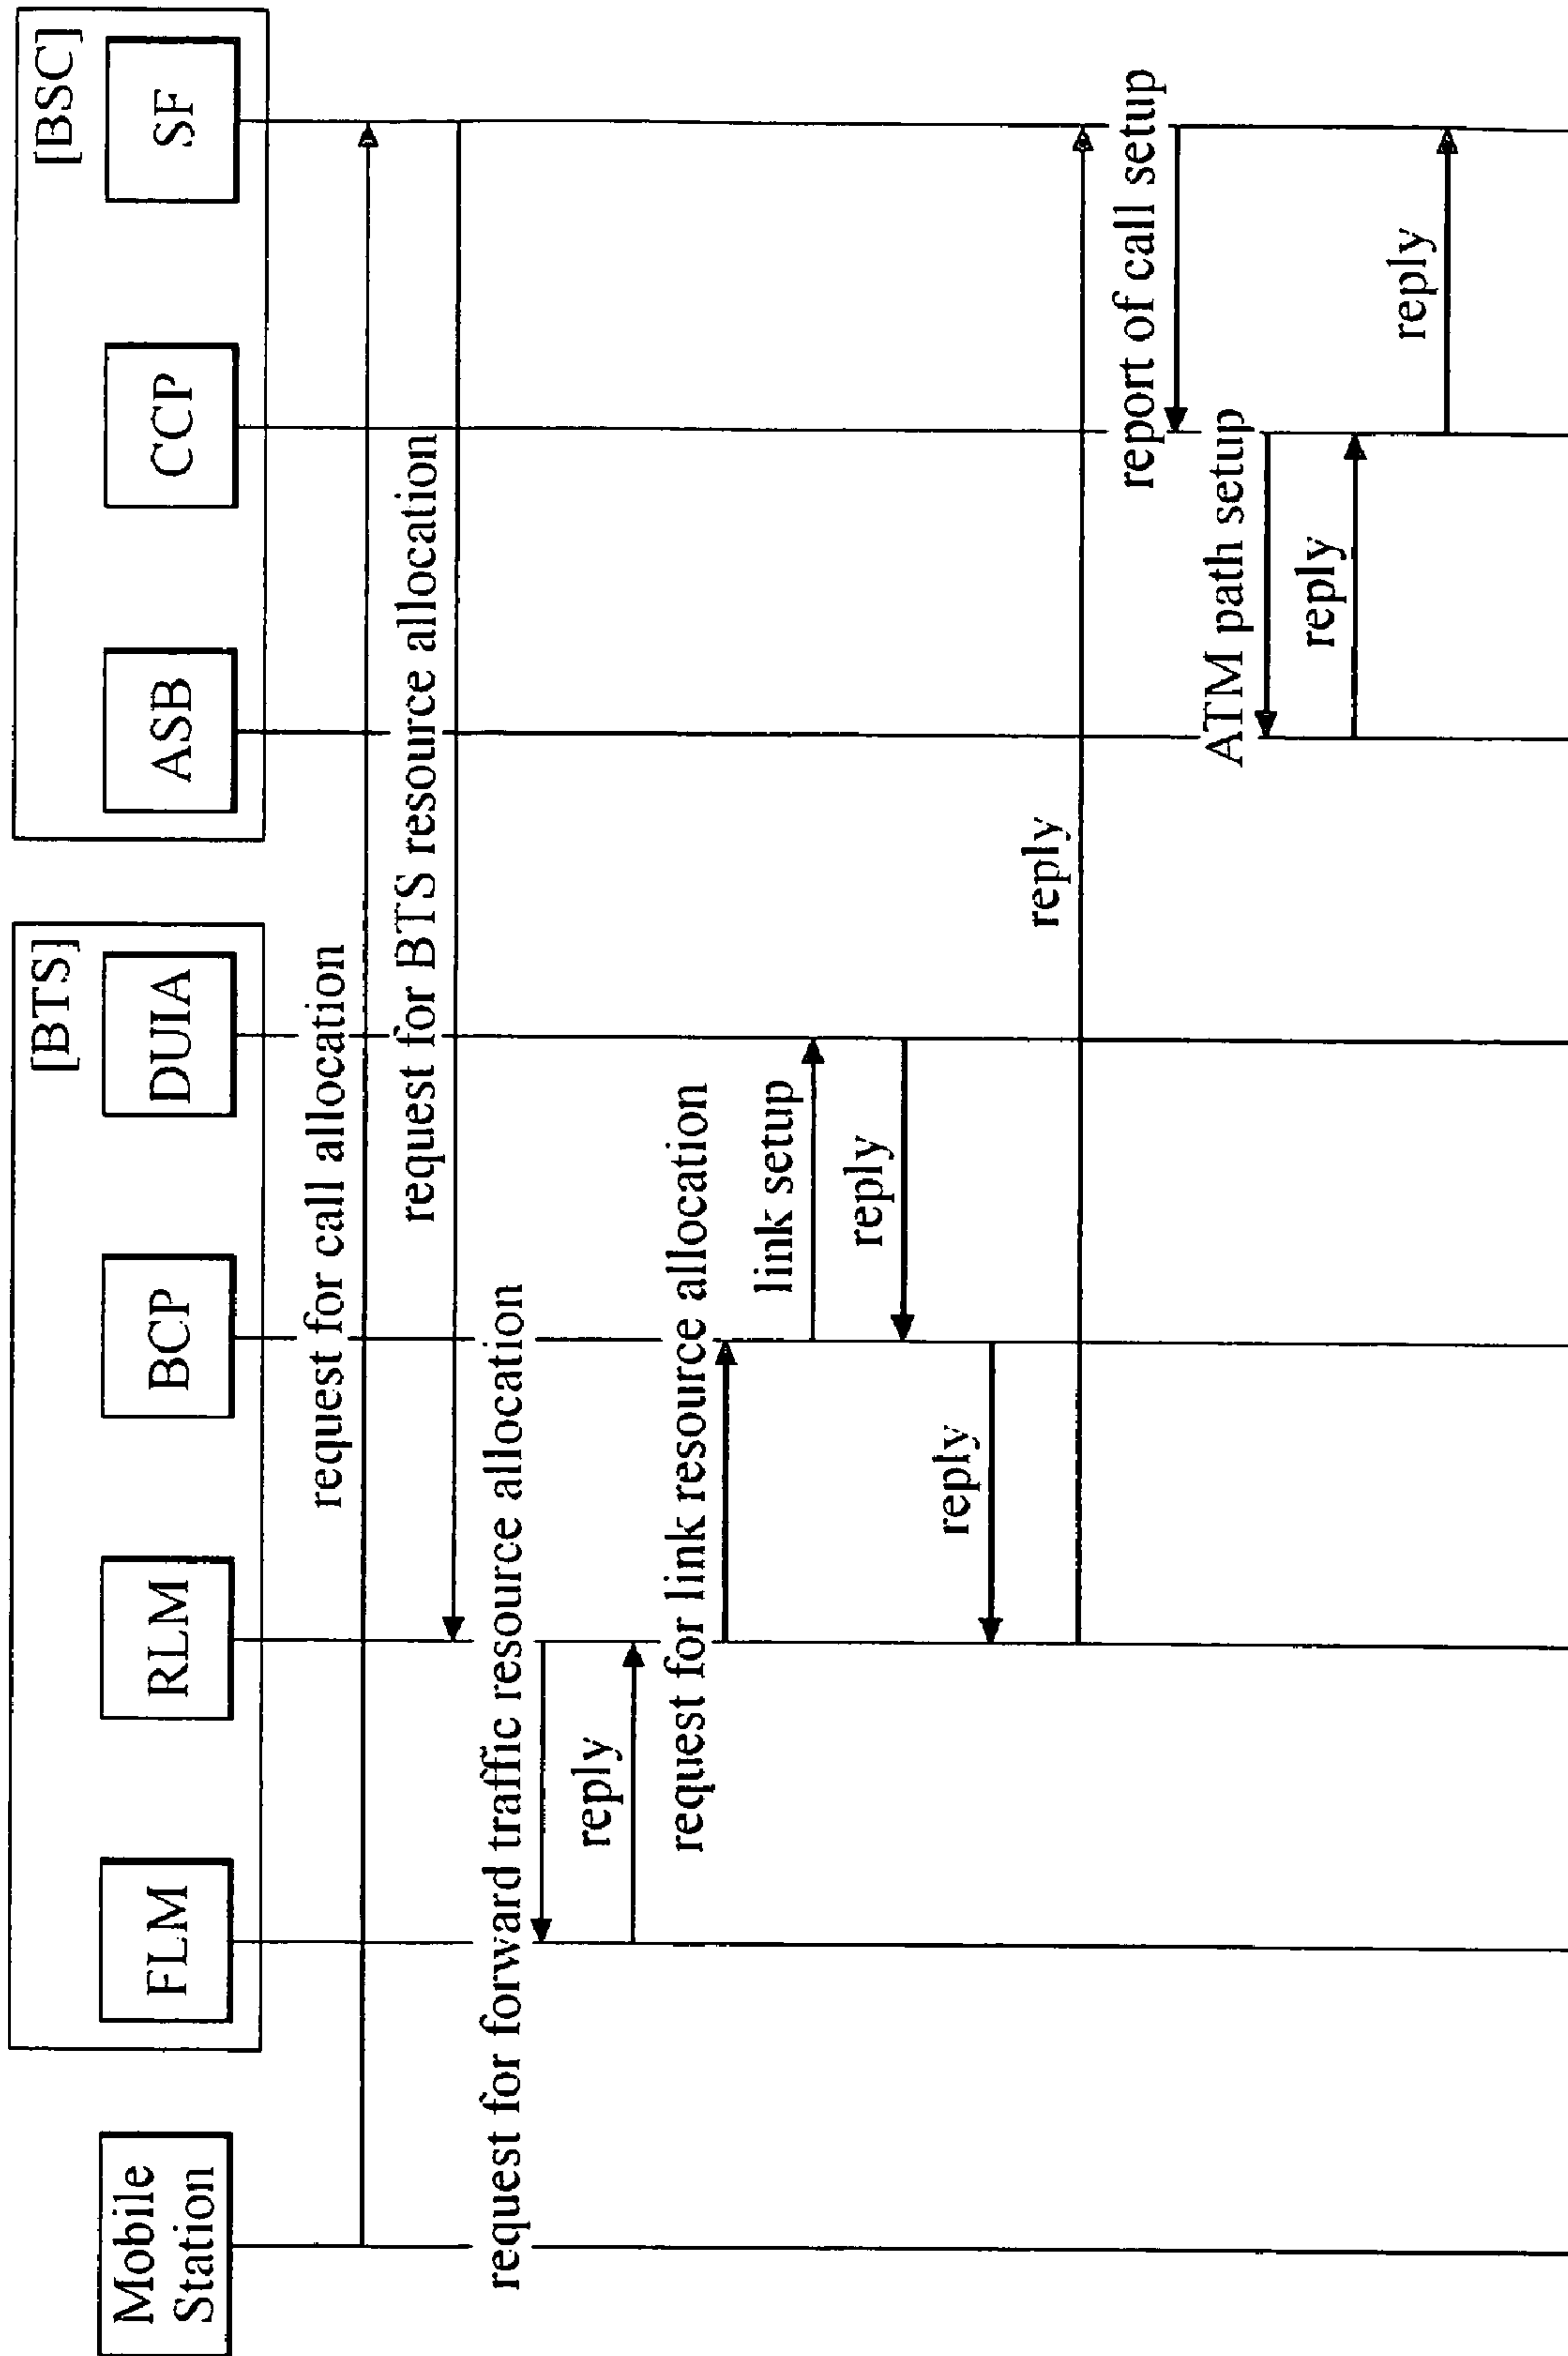 Mobile
Station
[BTS]
FLM
RLM
BCP
DUIA
[BSC]
ASB
CCP
SF
request for call allocation
request for BTS resource allocation
request for forward traffic resource allocation
reply
request for link resource allocation
link setup
reply
reply
reply
report of call setup
ATM path setup
reply
reply